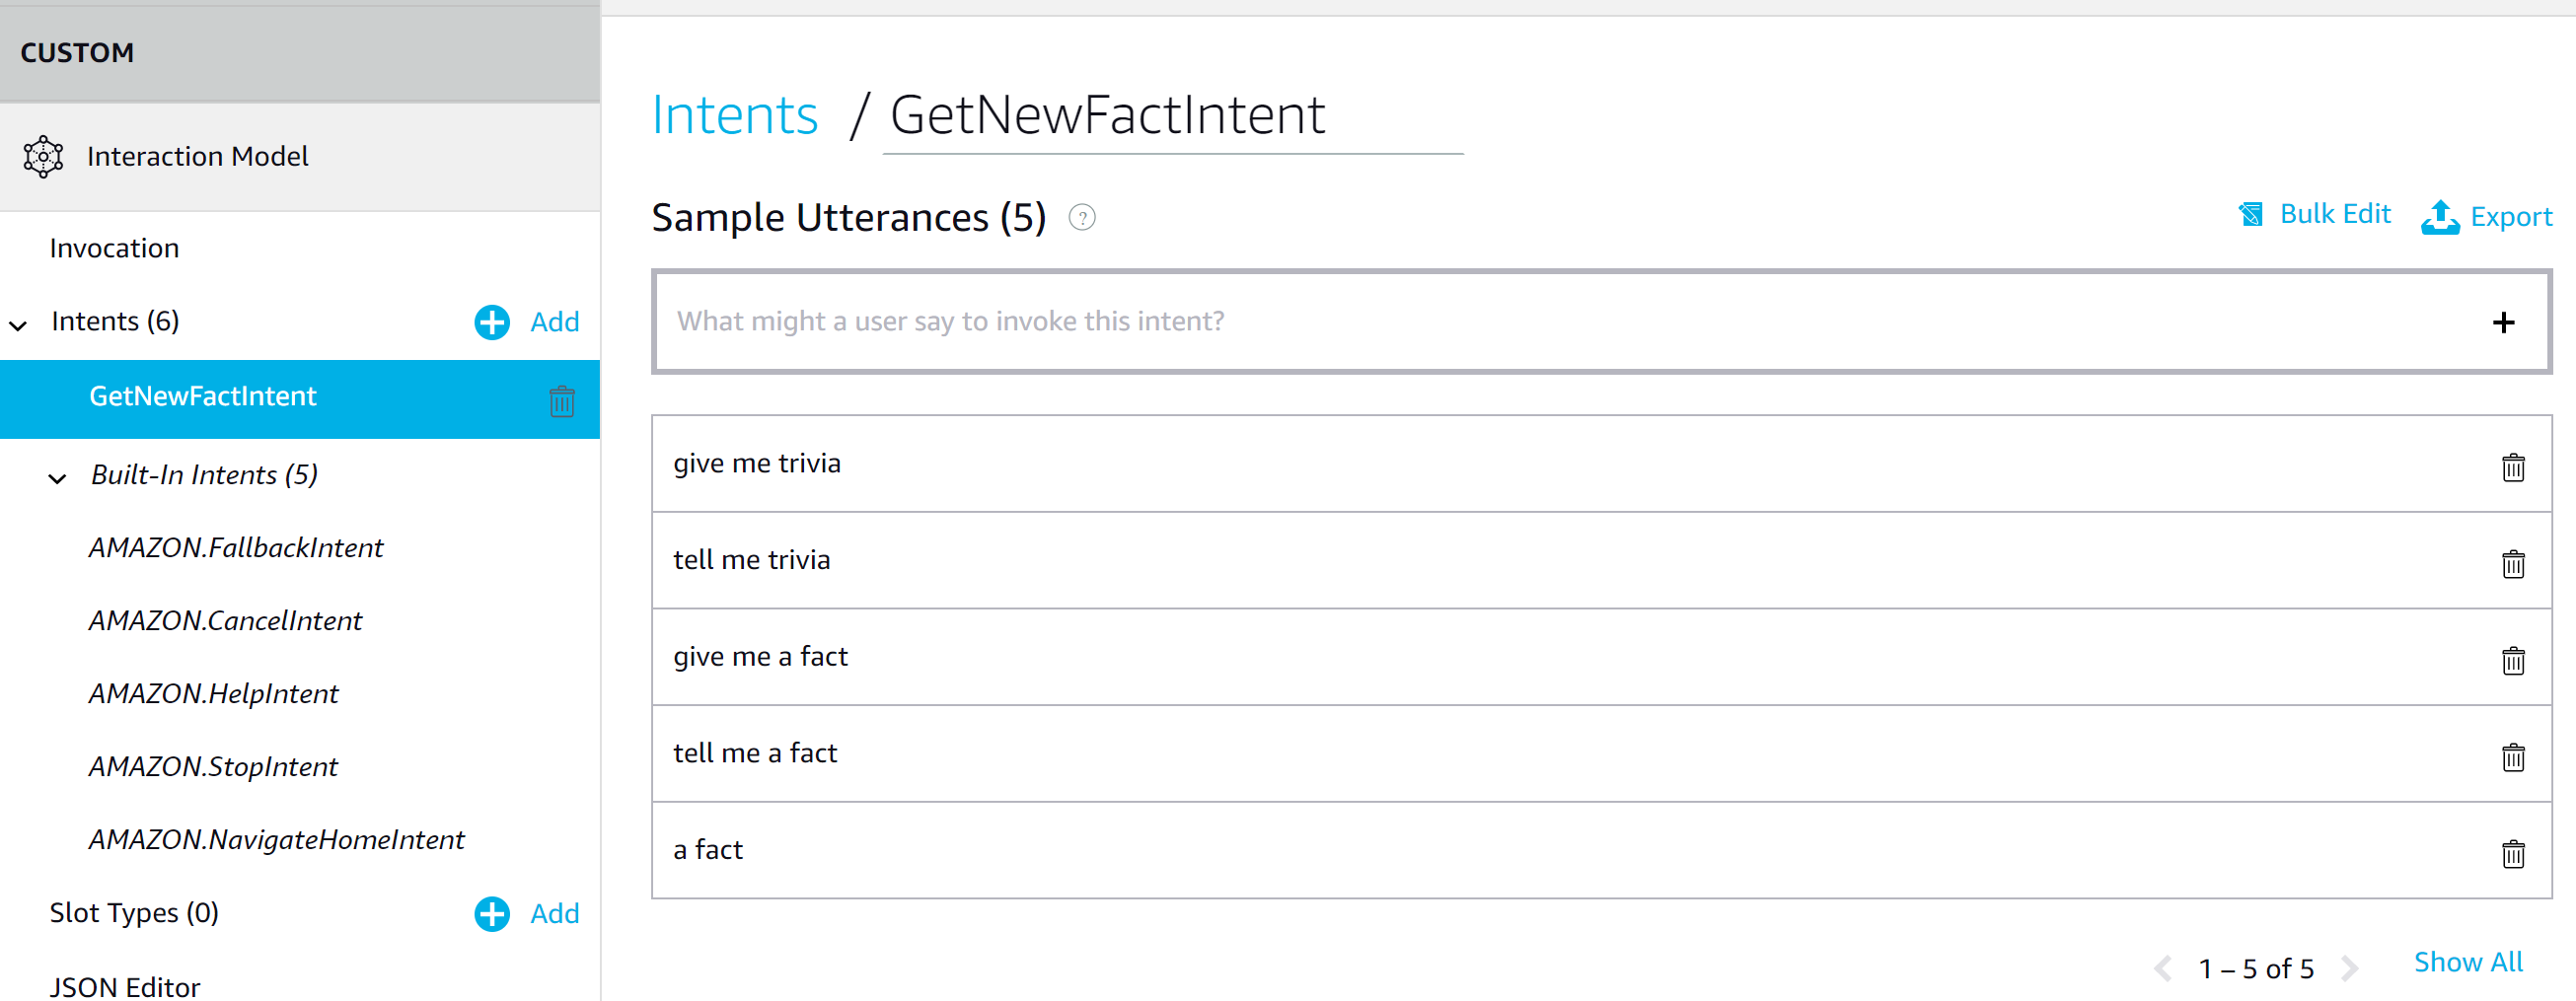 CUSTOM
Interaction Model
Invocation
Intents (6)
Add
GetNewFactIntent
Built-In Intents (5)
AMAZON.FallbackIntent
AMAZON.CancelIntent
AMAZON.HelpIntent
AMAZON.StopIntent
AMAZON.NavigateHomeIntent
Slot Types (0)
Add
JSON Editor
Intents / GetNewFactIntent
Sample Utterances (5) ?
Bulk Edit
Export
What might a user say to invoke this intent?
give me trivia
tell me trivia
give me a fact
tell me a fact
a fact
1 – 5 of 5
Show All